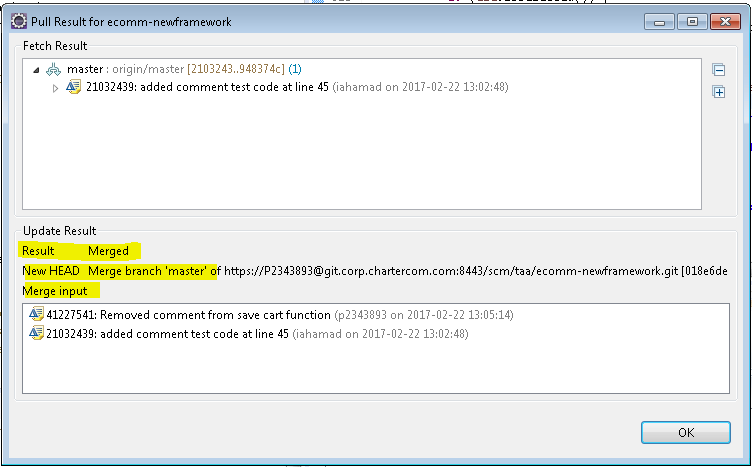 Pull Result for ecomm-newframework
Fetch Result
master : origin/master [2103243..948374c] (1)
21032439: added comment test code at line 45 (iahamad on 2017-02-22 13:02:48)
Update Result
Result Merged
New HEAD Merge branch 'master' of https://P2343893@git.corp.chartercom.com:8443/scm/taa/ecomm-newframework.git [018e6de
Merge input
41227541: Removed comment from save cart function (p2343893 on 2017-02-22 13:05:14)
21032439: added comment test code at line 45 (iahamad on 2017-02-22 13:02:48)
OK